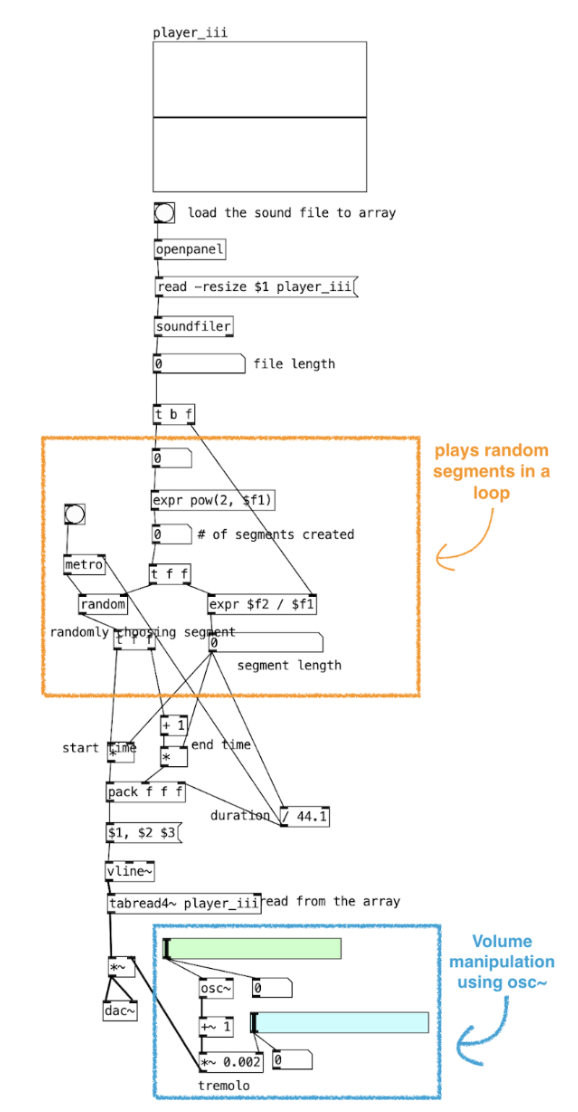 player_iii
load the sound file to array
openpanel
read -resize $1 player_iii
soundfiler
0
file length
t b f
plays random
segments in a
loop
0
expr pow(2, $f1)
0
# of segments created
metro
t f f
random
expr $f2 / $f1
randomly choosing segment
t f f
0
segment length
+ 1
start time
*
*
end time
pack f f f
duration
/ 44.1
$1, $2 $3
vline~
tabread4~ player_iii
read from the array
*~
osc~
0
Volume
manipulation
using osc~
dac~
+~ 1
*~ 0.002
0
tremolo